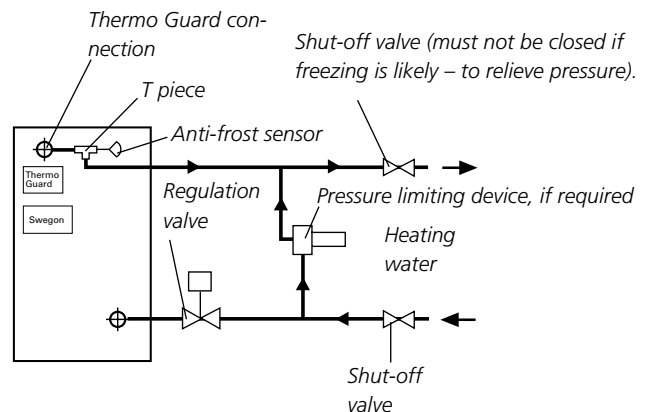 Thermo Guard con-
nection
Shut-off valve (must not be closed if
freezing is likely – to relieve pressure).
T piece
Anti-frost sensor
Thermo
Guard
Swegon
Regulation
valve
Pressure limiting device, if required
Heating
water
Shut-off
valve